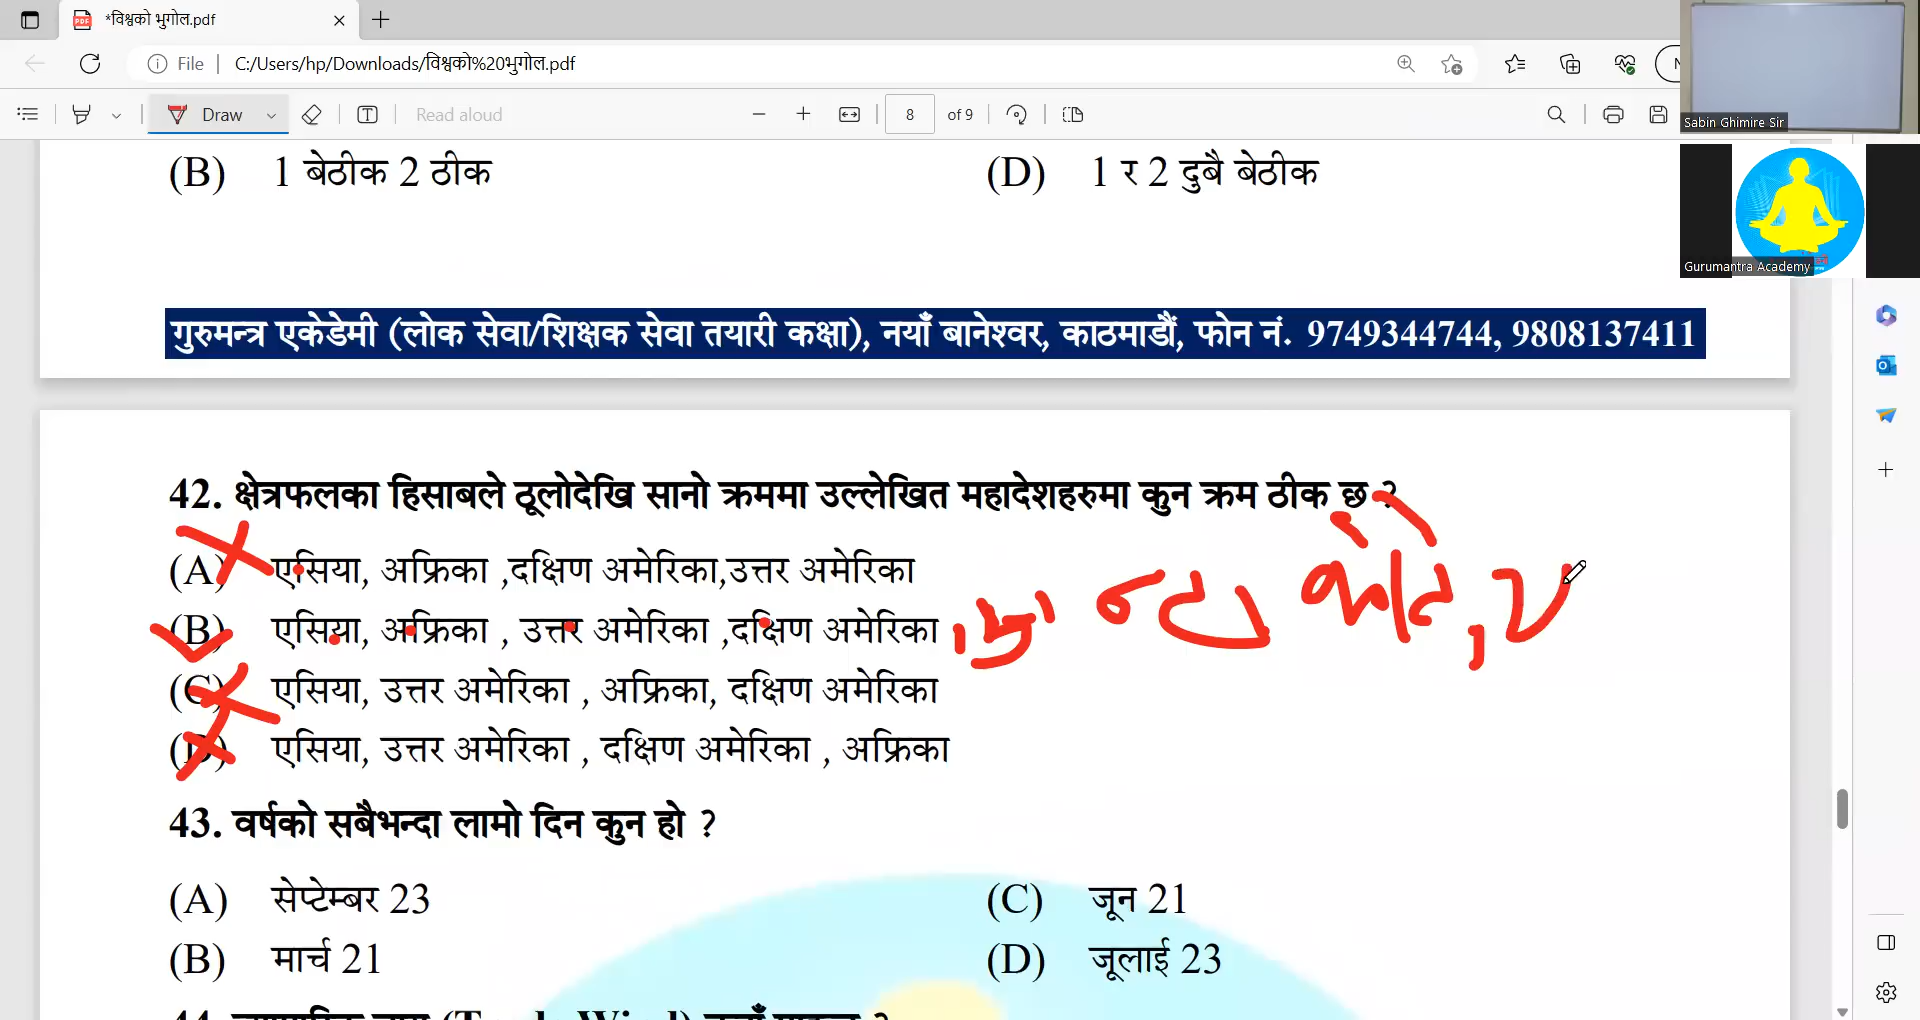 *विश्वको भुगोल.pdf
File C:/Users/hp/Downloads/विश्वको%20भुगोल.pdf
Draw Read aloud 8 of 9
Sabin Ghimire Sir
Gurumantra Academy
(B) 1 बेठीक 2 ठीक (D) 1 र 2 दुबै बेठीक
गुरुमन्त्र एकेडेमी (लोक सेवा/शिक्षक सेवा तयारी कक्षा), नयाँ बानेश्वर, काठमाडौं, फोन नं. 9749344744, 9808137411
42. क्षेत्रफलका हिसाबले ठूलोदेखि सानो क्रममा उल्लेखित महादेशहरुमा कुन क्रम ठीक छ ?
(A) एसिया, अफ्रिका ,दक्षिण अमेरिका,उत्तर अमेरिका
(B) एसिया, अफ्रिका , उत्तर अमेरिका ,दक्षिण अमेरिका
(C) एसिया, उत्तर अमेरिका , अफ्रिका, दक्षिण अमेरिका
(D) एसिया, उत्तर अमेरिका , दक्षिण अमेरिका , अफ्रिका
43. वर्षको सबैभन्दा लामो दिन कुन हो ?
(A) सेप्टेम्बर 23 (C) जून 21
(B) मार्च 21 (D) जूलाई 23